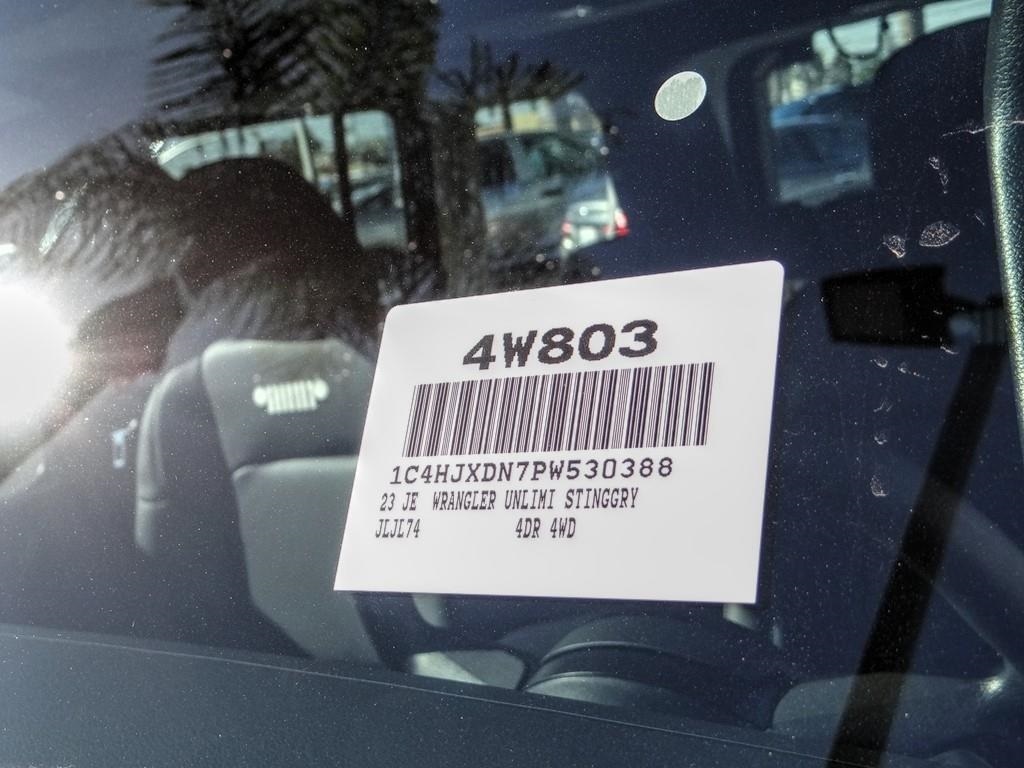 4W803
1C4HJXDN7PW530388
23 JE WRANGLER UNLIMI STINGGRY
JLJL74 4DR 4WD